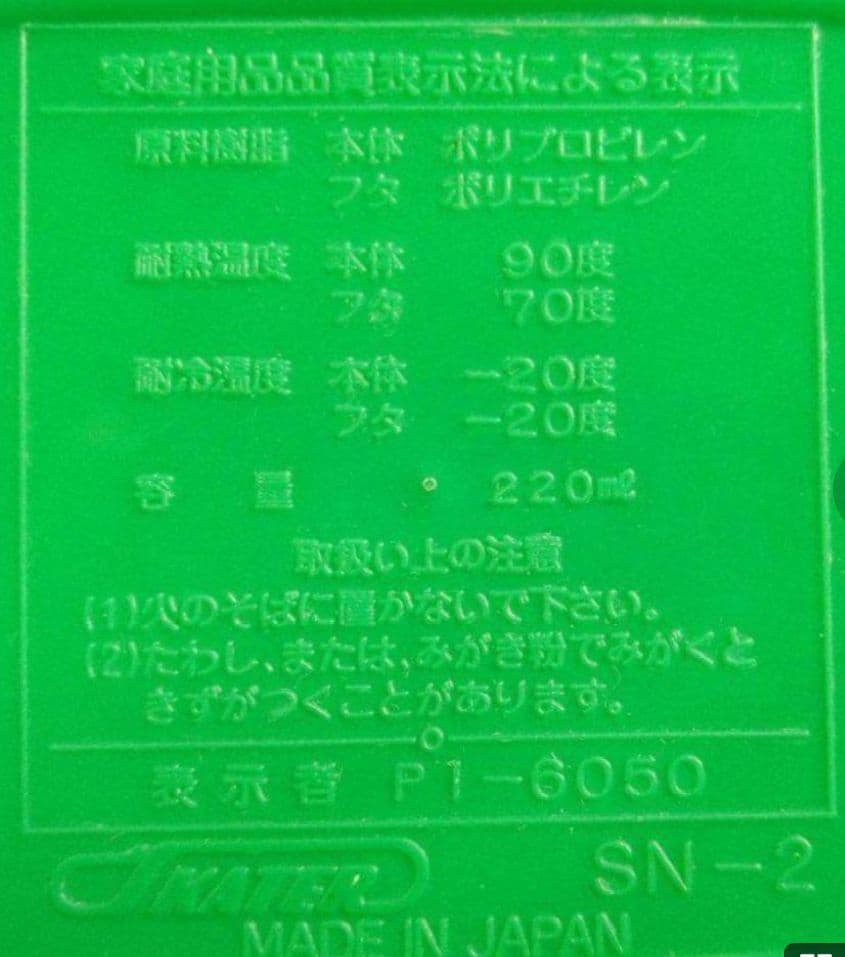 家庭用品品質表示法による表示
原料樹脂 本体 ポリプロピレン
フタ ポリエチレン
耐熱温度 本体 90度
フタ 70度
耐冷温度 本体 -20度
フタ -20度
容量 220㎖
取扱い上の注意
(1)火のそばに置かないで下さい。
(2)たわし、または、みがき粉でみがくと
きずがつくことがあります。
表示者 P1-6050
SKATER SN-2
MADE IN JAPAN